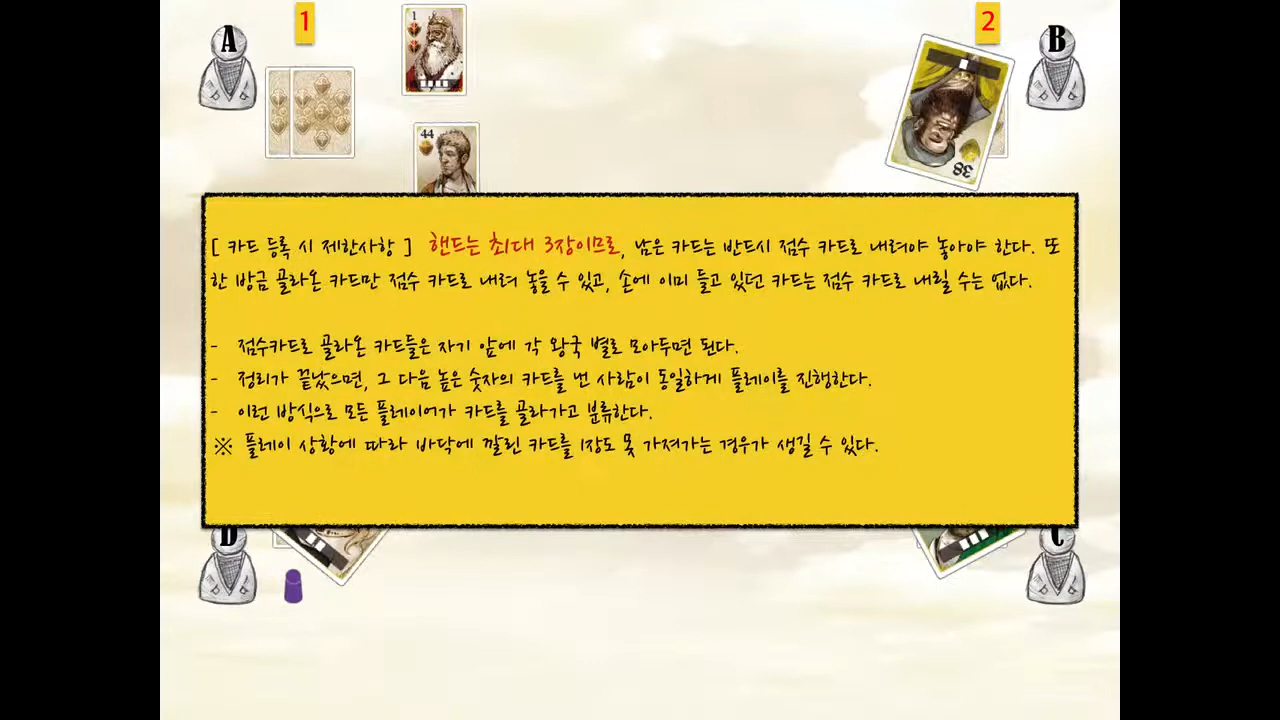 A
1
1
44
2
38
B
[ 카드 등록 시 제한사항 ] 핸드는 최대 3장이므로, 남은 카드는 반드시 점수 카드로 내려야 놓아야 한다. 또
한 방금 골라온 카드만 점수 카드로 내려 놓을 수 있고, 손에 이미 들고 있던 카드는 점수 카드로 내릴 수는 없다.
- 점수카드로 골라온 카드들은 자기 앞에 각 왕국 별로 모아두면 된다.
- 정리가 끝났으면, 그 다음 높은 숫자의 카드를 낸 사람이 동일하게 플레이를 진행한다.
- 이런 방식으로 모든 플레이어가 카드를 골라가고 분류한다.
※ 플레이 상황에 따라 바닥에 깔린 카드를 1장도 못 가져가는 경우가 생길 수 있다.
D
C